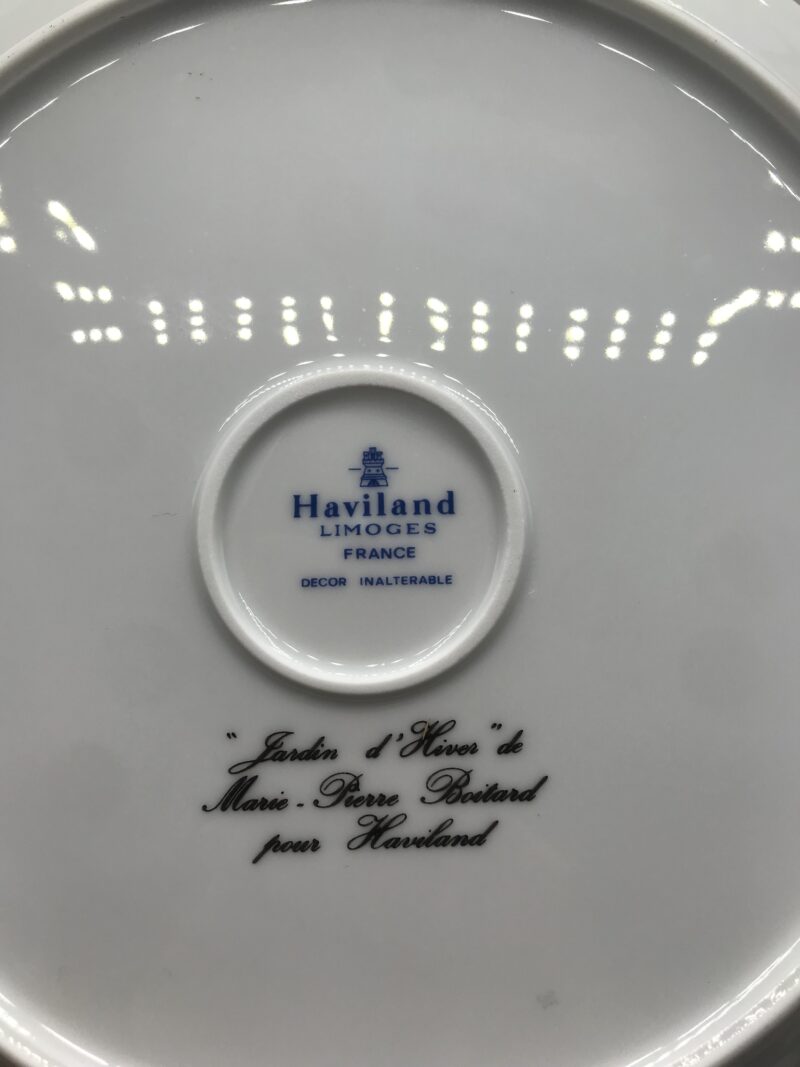 Haviland
LIMOGES
FRANCE
DECOR INALTERABLE
"Jardin d'Hiver" de
Marie-Pierre Boitard
pour Haviland